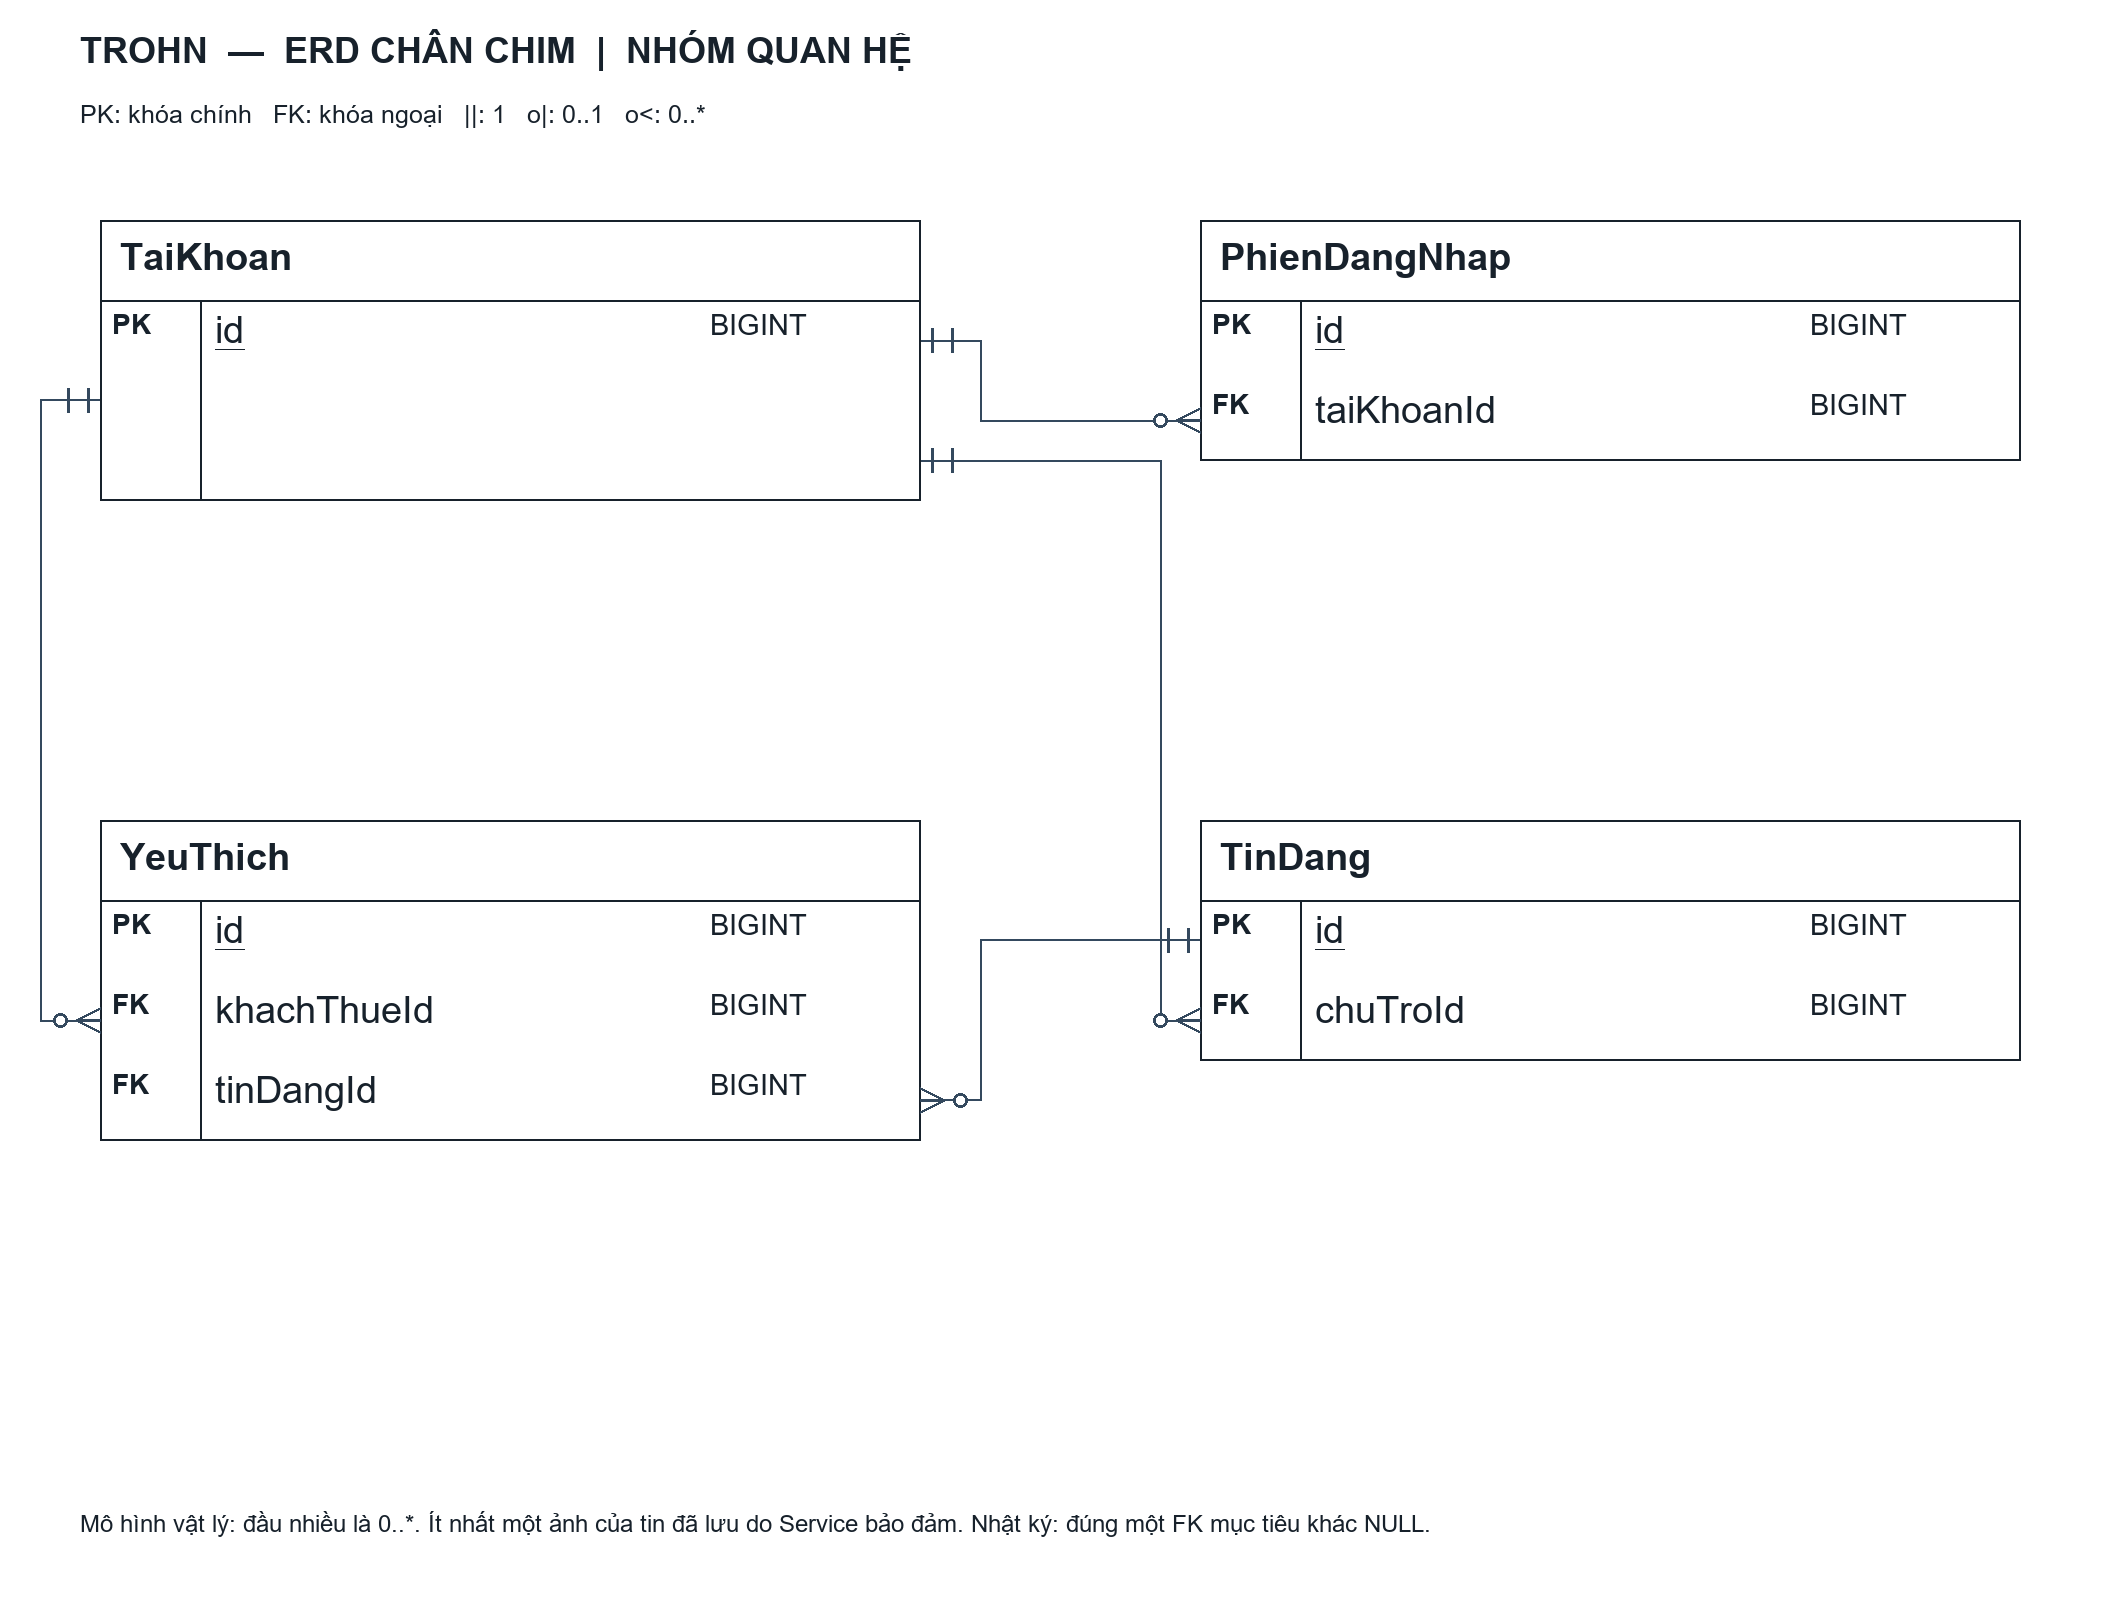 TROHN — ERD CHÂN CHIM | NHÓM QUAN HỆ
PK: khóa chính FK: khóa ngoại ||: 1 o|: 0..1 o<: 0..*
TaiKhoan
PK id BIGINT
PhienDangNhap
PK id BIGINT
FK taiKhoanId BIGINT
YeuThich
PK id BIGINT
FK khachThueId BIGINT
FK tinDangId BIGINT
TinDang
PK id BIGINT
FK chuTroId BIGINT
Mô hình vật lý: đầu nhiều là 0..*. Ít nhất một ảnh của tin đã lưu do Service bảo đảm. Nhật ký: đúng một FK mục tiêu khác NULL.